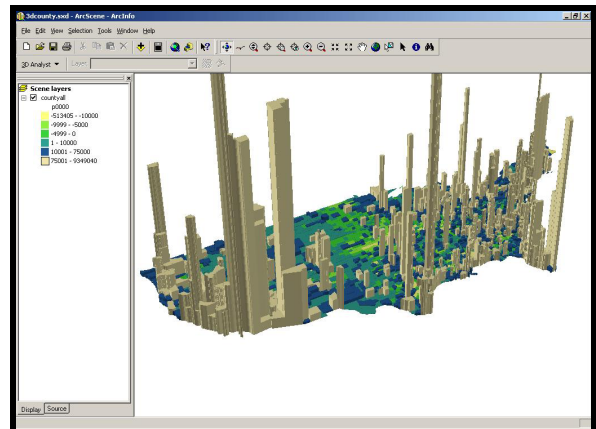 3dcounty.sxd - ArcScene - ArcInfo
File Edit View Selection Tools Window Help
3D Analyst Layer:
Scene layers
countyall
p0000
-513405 - -10000
-9999 - -5000
-4999 - 0
1 - 10000
10001 - 75000
75001 - 9349040
Display Source